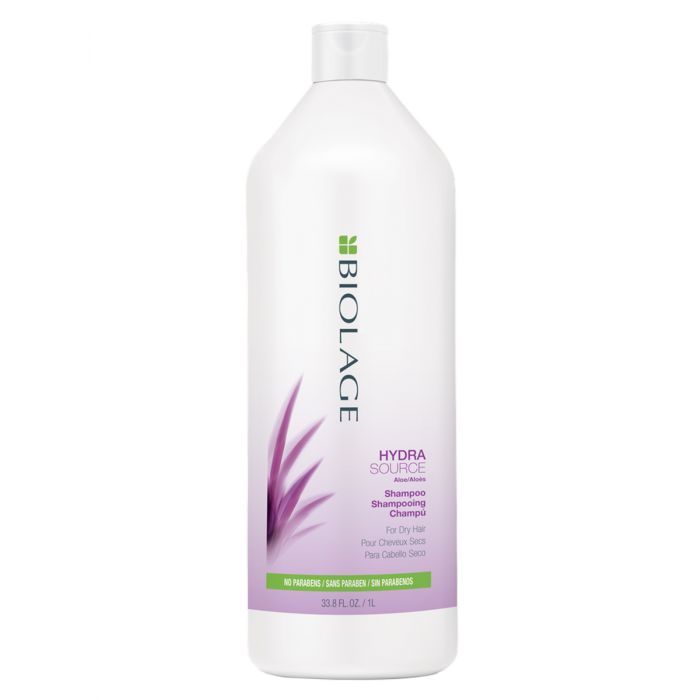 BIOLAGE
HYDRA
SOURCE
Aloe/Aloès
Shampoo
Shampooing
Champú
For Dry Hair
Pour Cheveux Secs
Para Cabello Seco
NO PARABENS / SANS PARABEN / SIN PARABENOS
33.8 FL. OZ. / 1L